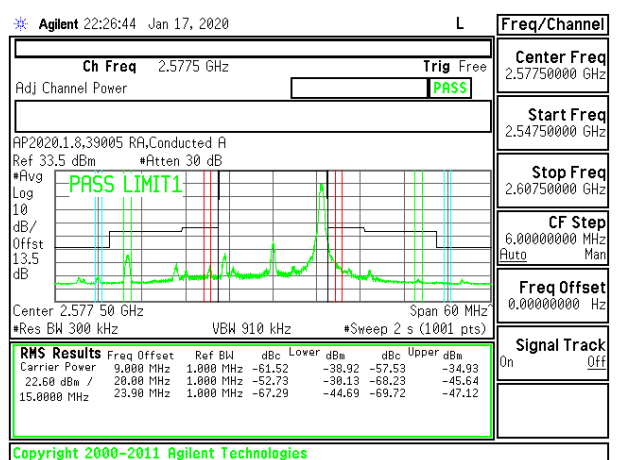 Agilent 22:26:44 Jan 17, 2020 L
Freq/Channel
Ch Freq 2.5775 GHz Trig Free
Adj Channel Power PASS
Center Freq
2.57750000 GHz
Start Freq
2.54750000 GHz
Stop Freq
2.60750000 GHz
CF Step
6.00000000 MHz
Auto Man
Freq Offset
0.00000000 Hz
Signal Track
On Off
AP2020.1.8,39005 RA,Conducted A
Ref 33.5 dBm #Atten 30 dB
#Avg
Log
10
dB/
Offst
13.5
dB
PASS LIMIT1
Center 2.577 50 GHz Span 60 MHz
#Res BW 300 kHz VBW 910 kHz #Sweep 2 s (1001 pts)
RMS Results Freq Offset Ref BW dBc Lower dBm dBc Upper dBm
Carrier Power 9.000 MHz 1.000 MHz -61.52 -38.92 -57.53 -34.93
22.60 dBm / 20.00 MHz 1.000 MHz -52.73 -30.13 -68.23 -45.64
15.0000 MHz 23.90 MHz 1.000 MHz -67.29 -44.69 -69.72 -47.12
Copyright 2000-2011 Agilent Technologies